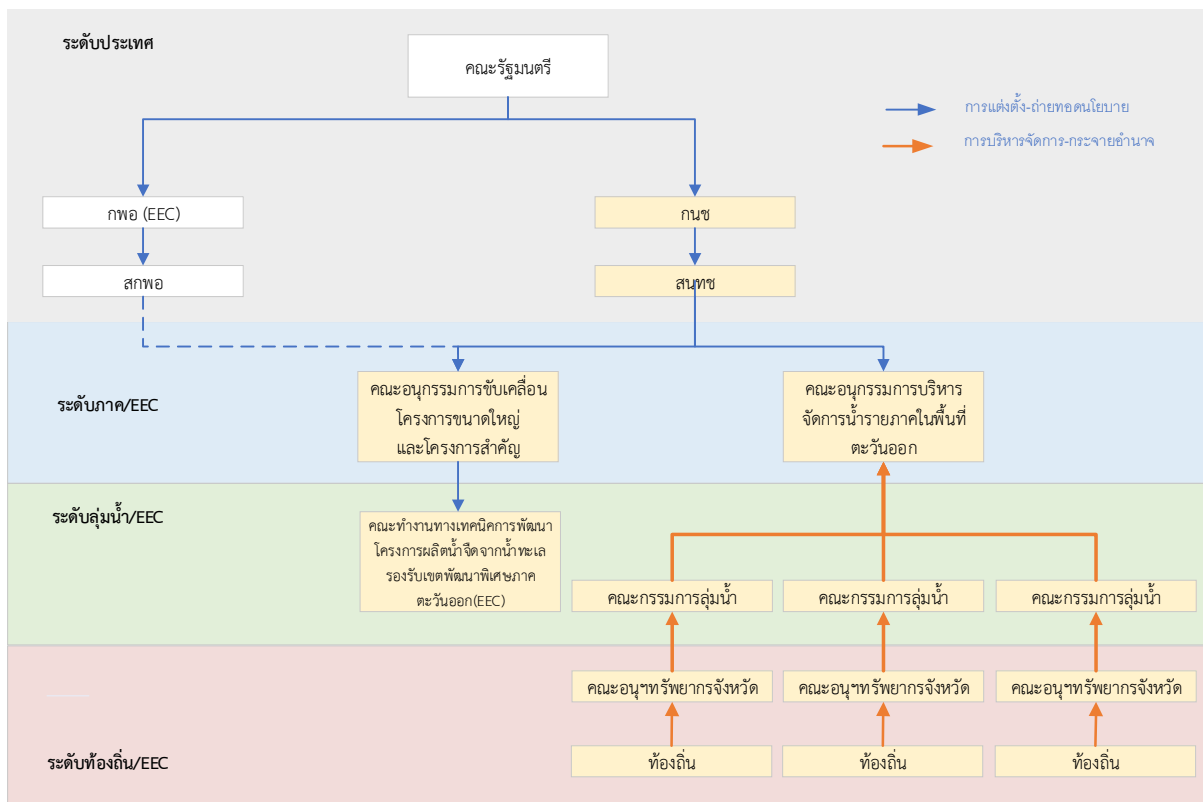 ระดับประเทศ
คณะรัฐมนตรี
การแต่งตั้ง-ถ่ายทอดนโยบาย
การบริหารจัดการ-กระจายอำนาจ
กพอ (EEC)
กนช
สกพอ
สนทช
ระดับภาค/EEC
คณะอนุกรรมการขับเคลื่อน
โครงการขนาดใหญ่
และโครงการสำคัญ
คณะอนุกรรมการบริหาร
จัดการน้ำรายภาคในพื้นที่
ตะวันออก
ระดับลุ่มน้ำ/EEC
คณะทำงานทางเทคนิคการพัฒนา
โครงการผลิตน้ำจืดจากน้ำทะเล
รองรับเขตพัฒนาพิเศษภาค
ตะวันออก(EEC)
คณะกรรมการลุ่มน้ำ
คณะกรรมการลุ่มน้ำ
คณะกรรมการลุ่มน้ำ
คณะอนุฯทรัพยากรจังหวัด
คณะอนุฯทรัพยากรจังหวัด
คณะอนุฯทรัพยากรจังหวัด
ระดับท้องถิ่น/EEC
ท้องถิ่น
ท้องถิ่น
ท้องถิ่น